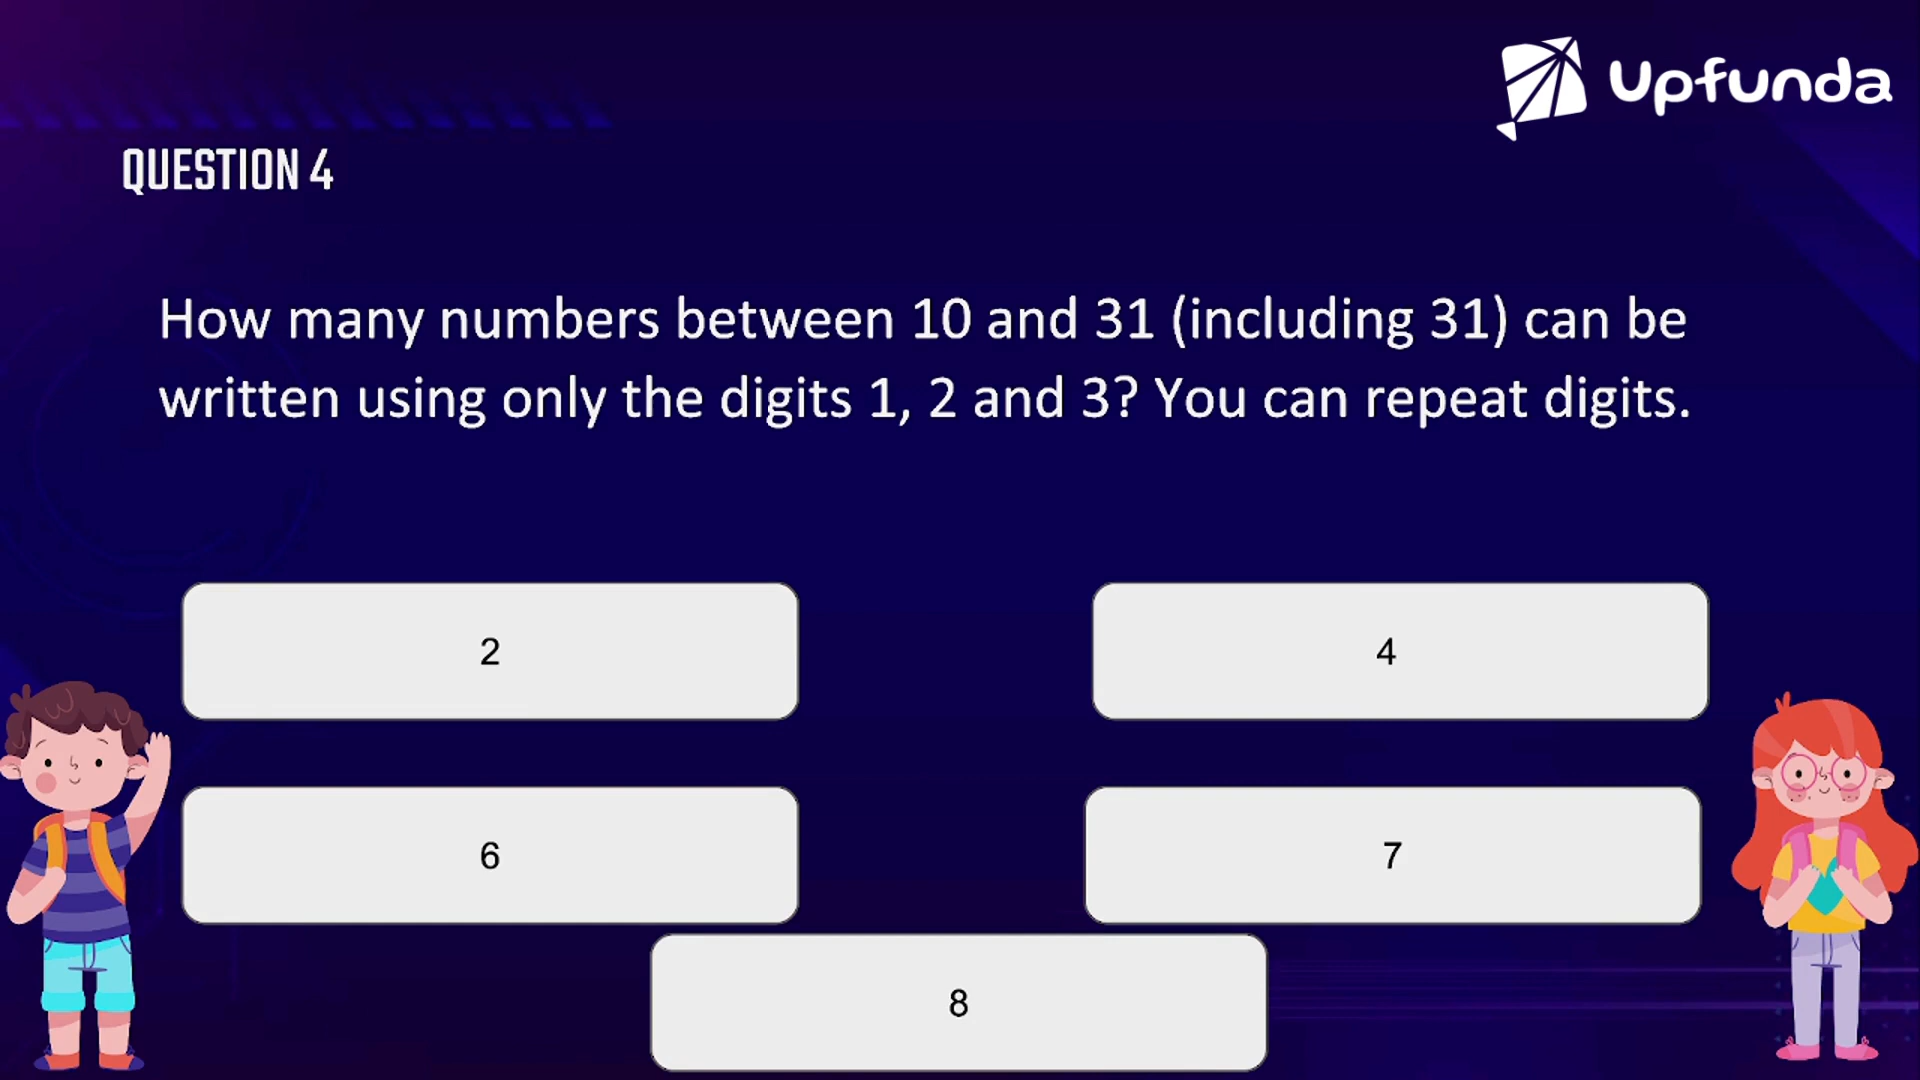 Upfunda
QUESTION 4
How many numbers between 10 and 31 (including 31) can be
written using only the digits 1, 2 and 3? You can repeat digits.
2
4
6
7
8